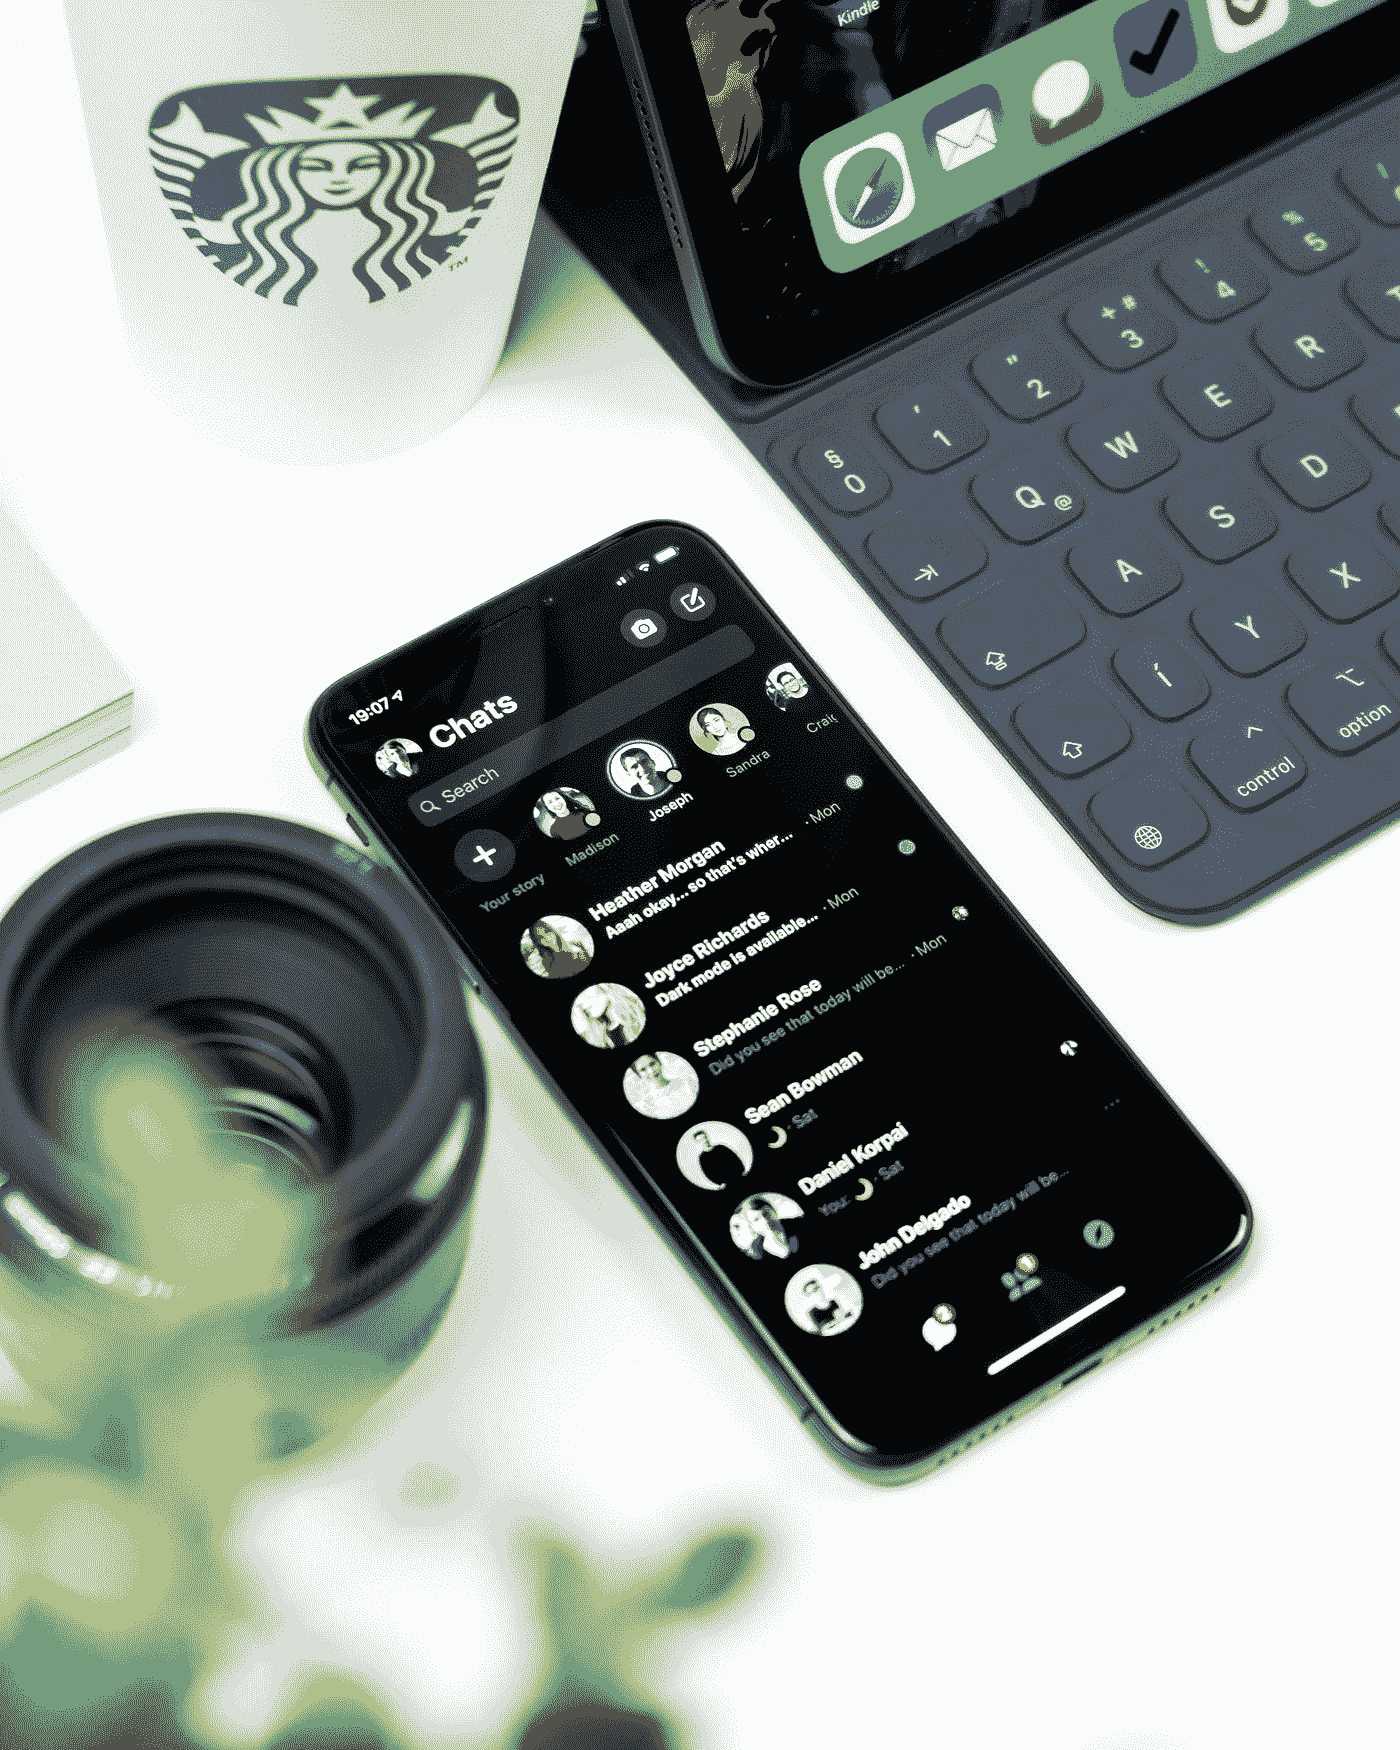 Kindle
TM
§
0
'
1
"
2
+ #
3
!
4
%
5
Q @
W
E
R
A
S
D
Í
Y
X
control
option
19:07
Chats
Search
Your story
Madison
Joseph
Sandra
Heather Morgan
Aaah okay... so that's wher... · Mon
Joyce Richards
Dark mode is available... · Mon
Stephanie Rose
Did you see that today will be... · Mon
Sean Bowman
· Sat
Daniel Korpai
You: · Sat
John Delgado
Did you see that today will be...